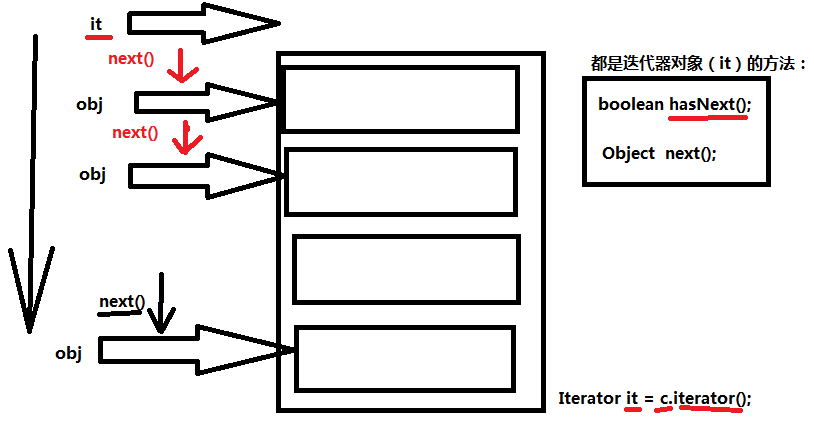 it
next()
都是迭代器对象（it）的方法：
obj
boolean hasNext();
next()
Object next();
obj
next()
obj
Iterator it = c.iterator();